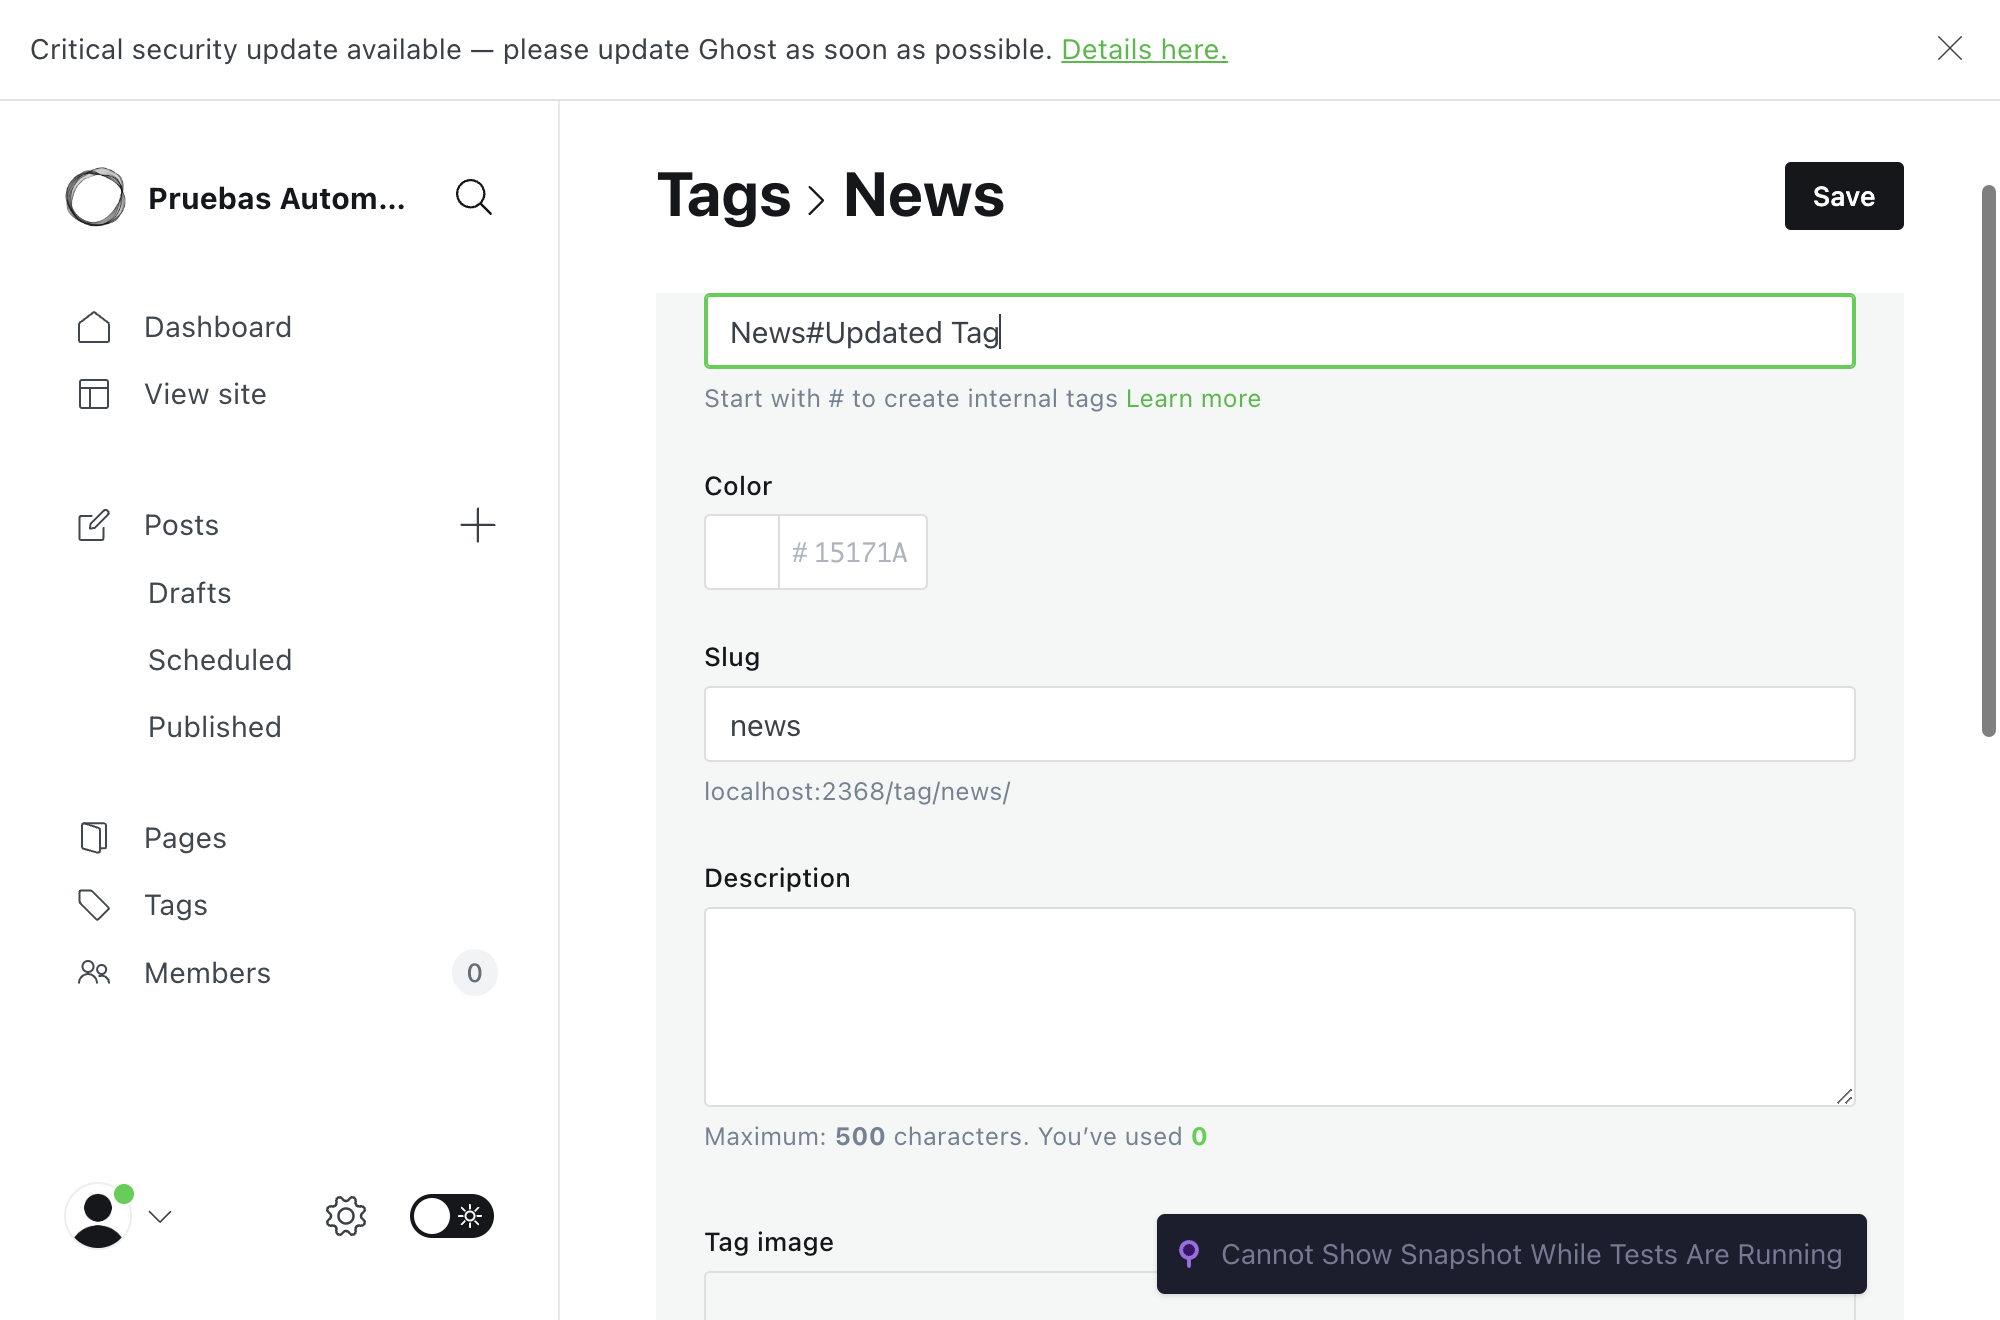 Critical security update available — please update Ghost as soon as possible. Details here.
Pruebas Autom...
Dashboard
View site
Posts
Drafts
Scheduled
Published
Pages
Tags
Members 0
Tags > News
Save
News#Updated Tag
Start with # to create internal tags Learn more
Color
# 15171A
Slug
news
localhost:2368/tag/news/
Description
Maximum: 500 characters. You’ve used 0
Tag image
Cannot Show Snapshot While Tests Are Running